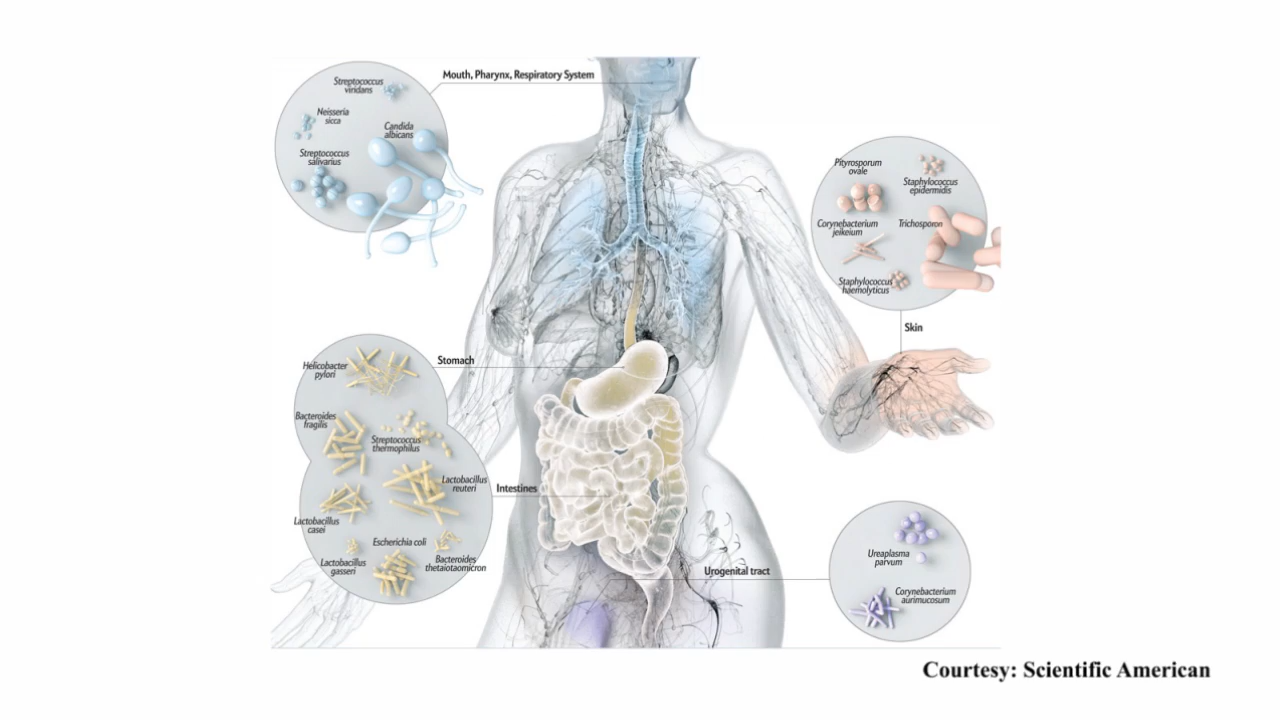 Mouth, Pharynx, Respiratory System
Streptococcus
viridans
Neisseria
sicca
Candida
albicans
Streptococcus
salivarius
Pityrosporum
ovale
Staphylococcus
epidermidis
Corynebacterium
jeikeium
Trichosporon
Staphylococcus
haemolyticus
Skin
Stomach
Helicobacter
pylori
Bacteroides
fragilis
Streptococcus
thermophilus
Lactobacillus
reuteri
Intestines
Lactobacillus
casei
Escherichia coli
Lactobacillus
gasseri
Bacteroides
thetaiotaomicron
Urogenital tract
Ureaplasma
parvum
Corynebacterium
aurimucosum
Courtesy: Scientific American